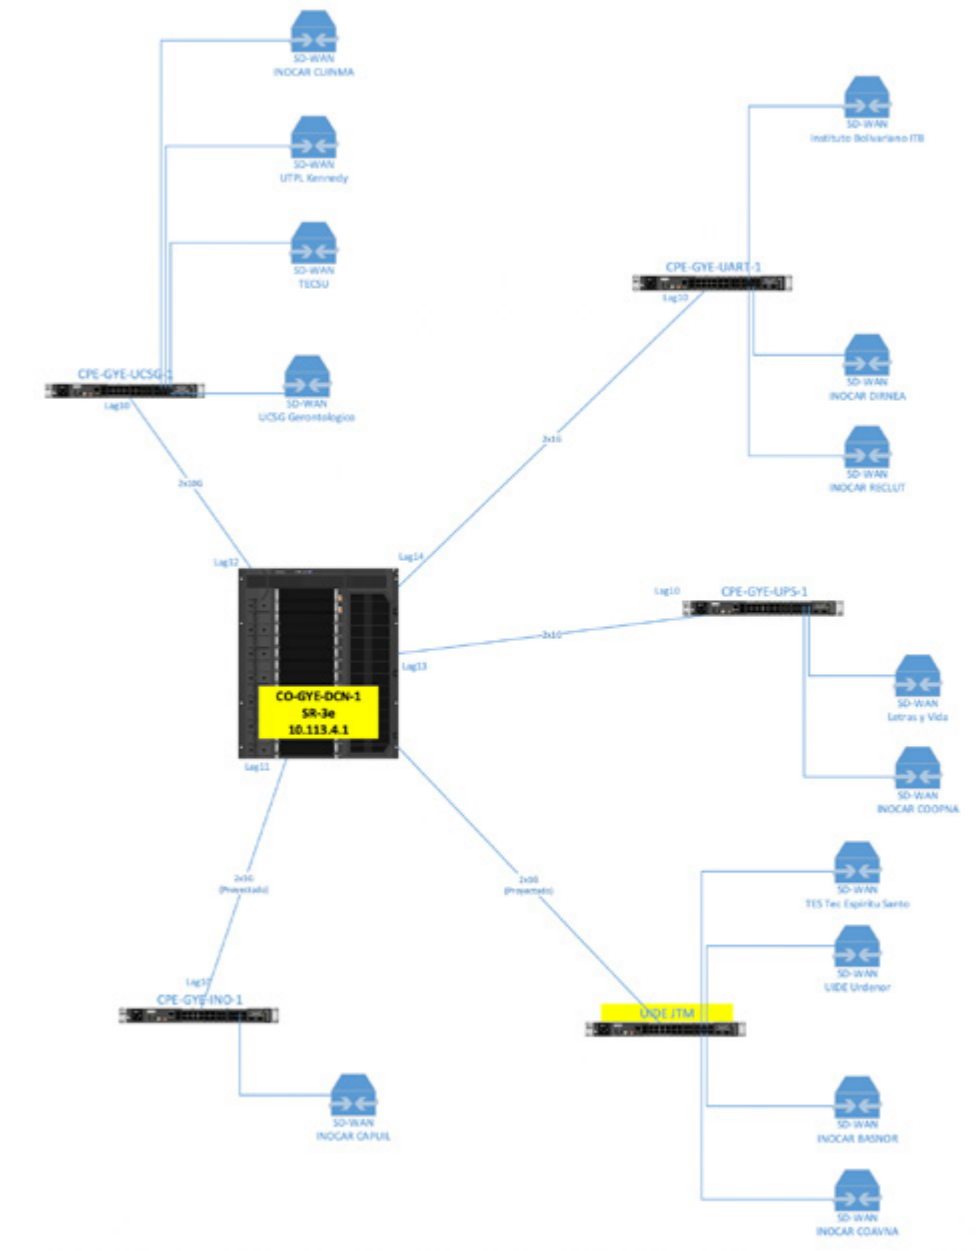 SD-WAN
INOCAR CUINMA
SD-WAN
UTPL Kennedy
SD-WAN
TECSU
SD-WAN
UCSG Gerontologico
CPE-GYE-UCSG-1
Lag10
2x10G
Lag12
SD-WAN
Instituto Bolivariano ITB
CPE-GYE-UART-1
Lag10
SD-WAN
INOCAR DIRNEA
SD-WAN
INOCAR RECLUT
2x1G
Lag14
Lag10
CPE-GYE-UPS-1
2x1G
Lag13
SD-WAN
Letras y Vida
SD-WAN
INOCAR COOPNA
CO-GYE-DCN-1
SR-3e
10.113.4.1
Lag11
2x1G
(Proyectado)
2x1G
(Proyectado)
SD-WAN
TES Tec Espiritu Santo
SD-WAN
UIDE Urdenor
UIDE JTM
SD-WAN
INOCAR BASNOR
SD-WAN
INOCAR COAVNA
CPE-GYE-INO-1
SD-WAN
INOCAR CAPUIL